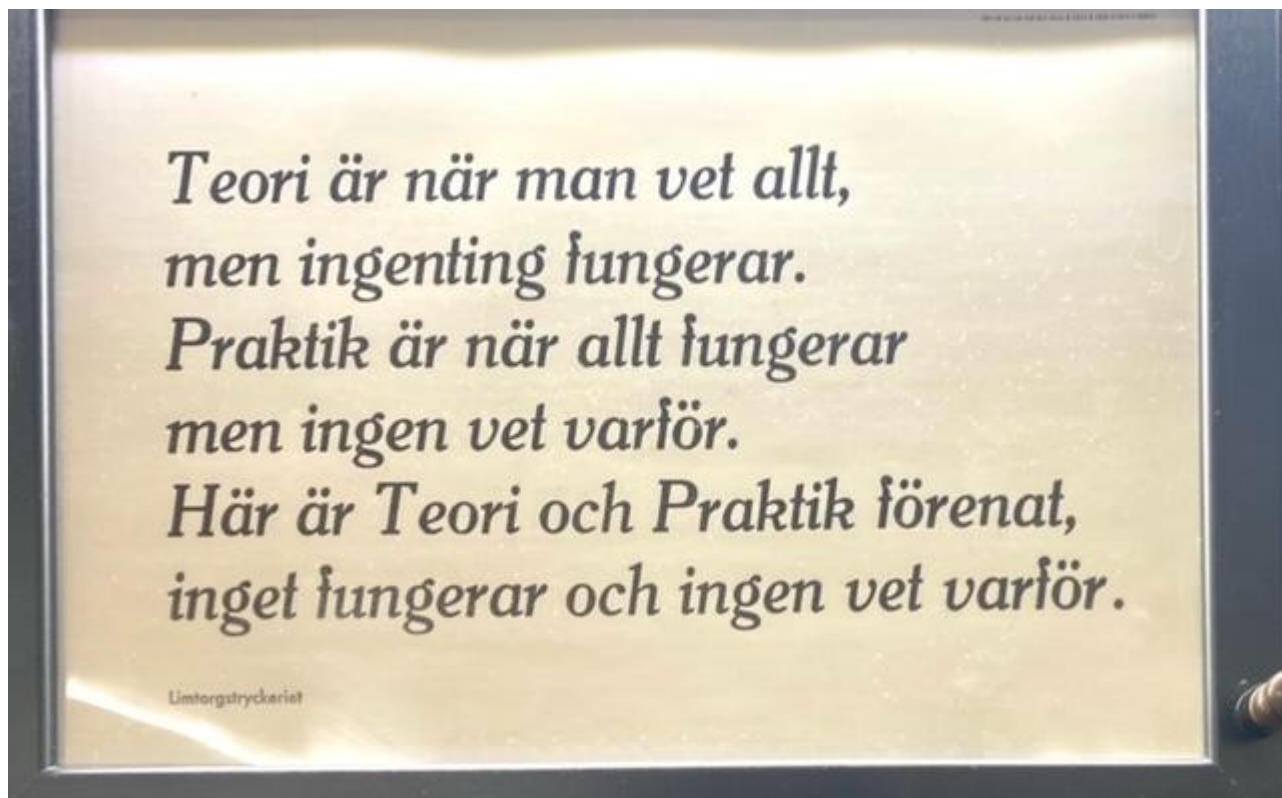 Teori är när man vet allt,
men ingenting fungerar.
Praktik är när allt fungerar
men ingen vet varför.
Här är Teori och Praktik förenat,
inget fungerar och ingen vet varför.
Limtorgstryckeriet